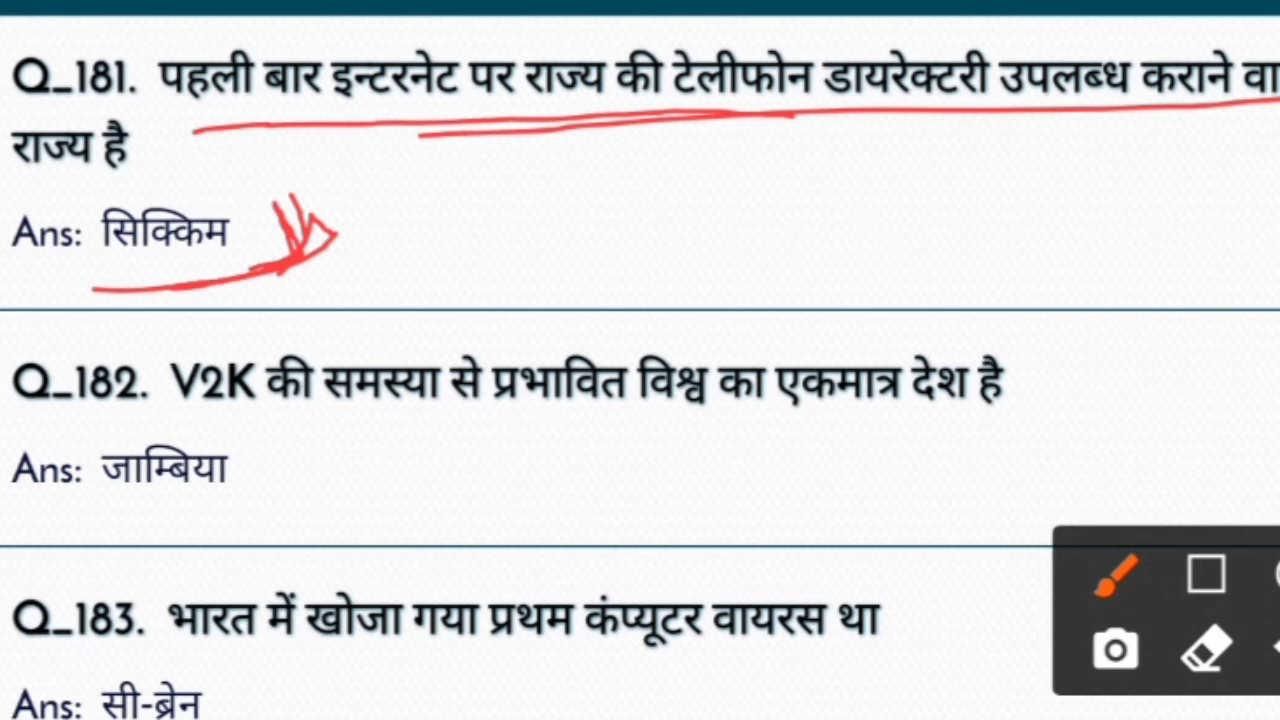 Q_181. पहली बार इन्टरनेट पर राज्य की टेलीफोन डायरेक्टरी उपलब्ध कराने वा
राज्य है
Ans: सिक्किम
Q_182. V2K की समस्या से प्रभावित विश्व का एकमात्र देश है
Ans: जाम्बिया
Q_183. भारत में खोजा गया प्रथम कंप्यूटर वायरस था
Ans: सी-ब्रेन